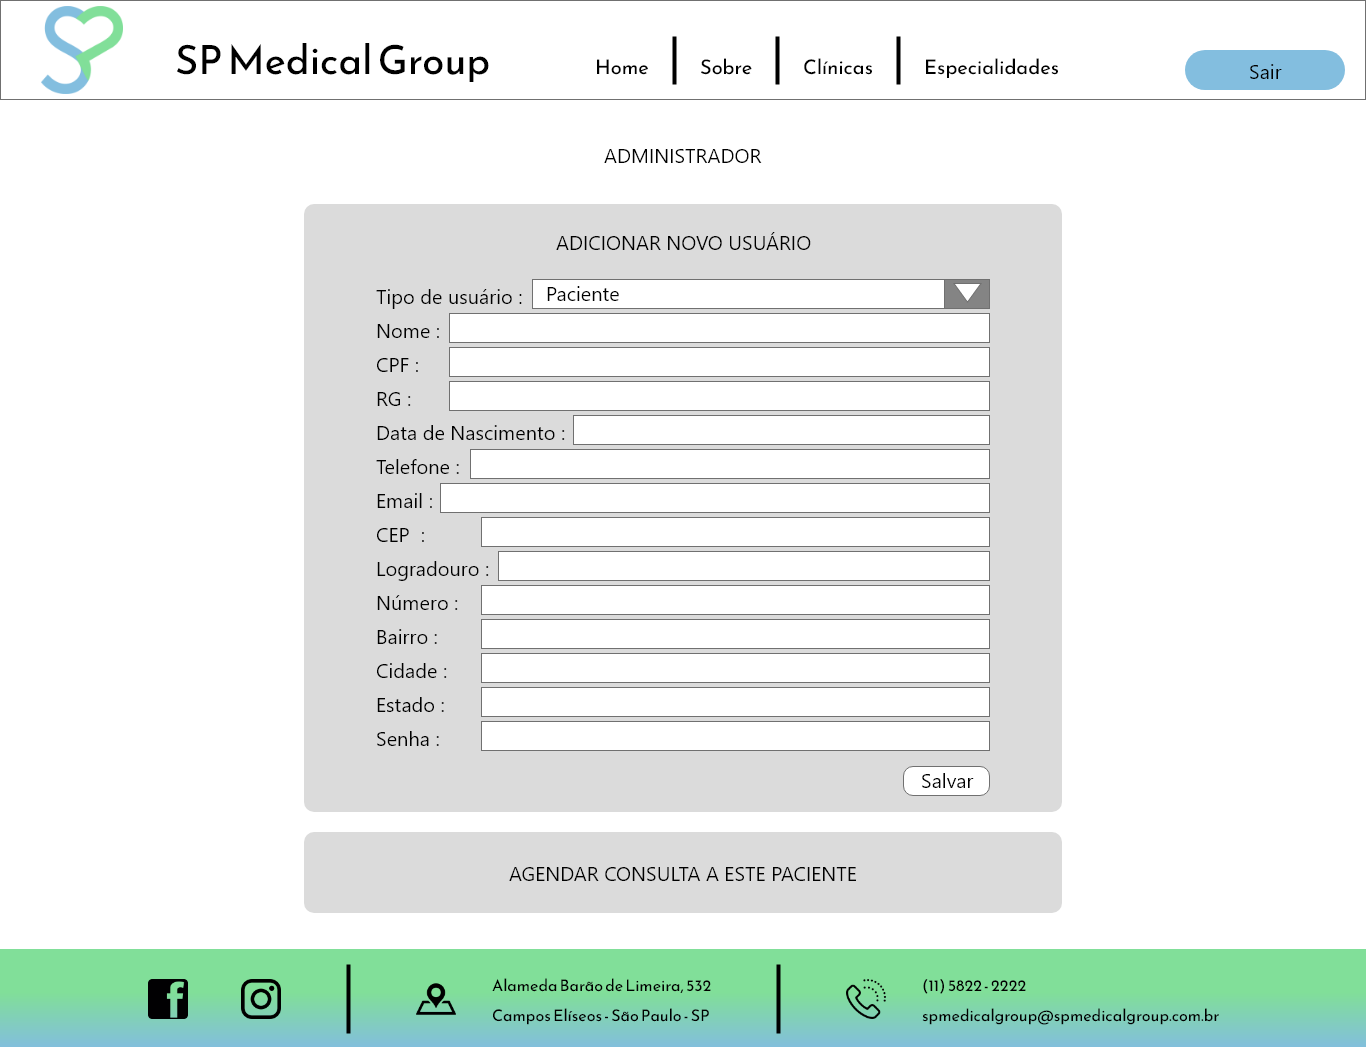 SP Medical Group
Home
Sobre
Clínicas
Especialidades
Sair
ADMINISTRADOR
ADICIONAR NOVO USUÁRIO
Tipo de usuário : Paciente
Nome :
CPF :
RG :
Data de Nascimento :
Telefone :
Email :
CEP :
Logradouro :
Número :
Bairro :
Cidade :
Estado :
Senha :
Salvar
AGENDAR CONSULTA A ESTE PACIENTE
Alameda Barão de Limeira, 532
Campos Elíseos - São Paulo - SP
(11) 5822 - 2222
spmedicalgroup@spmedicalgroup.com.br